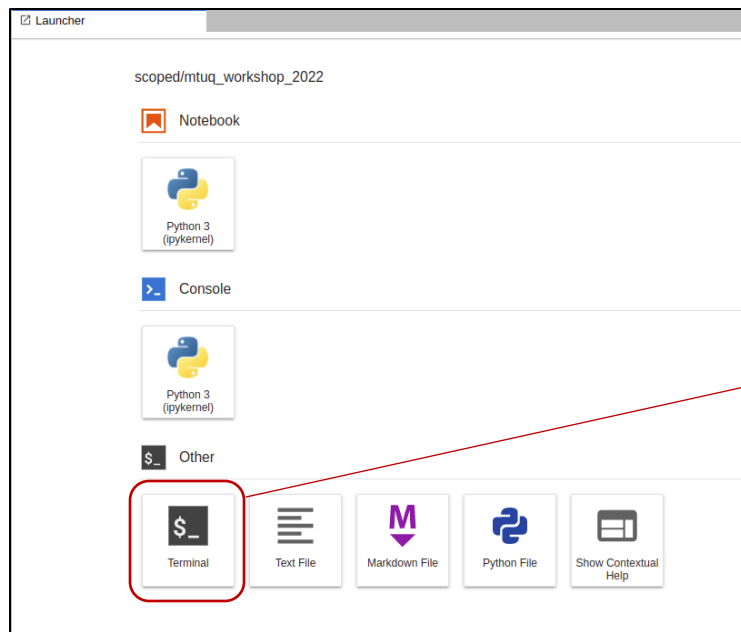 Launcher
scoped/mtuq_workshop_2022
Notebook
Python 3
(ipykernel)
>_ Console
Python 3
(ipykernel)
$_ Other
$_
M
Terminal
Text File
Markdown File
Python File
Show Contextual
Help